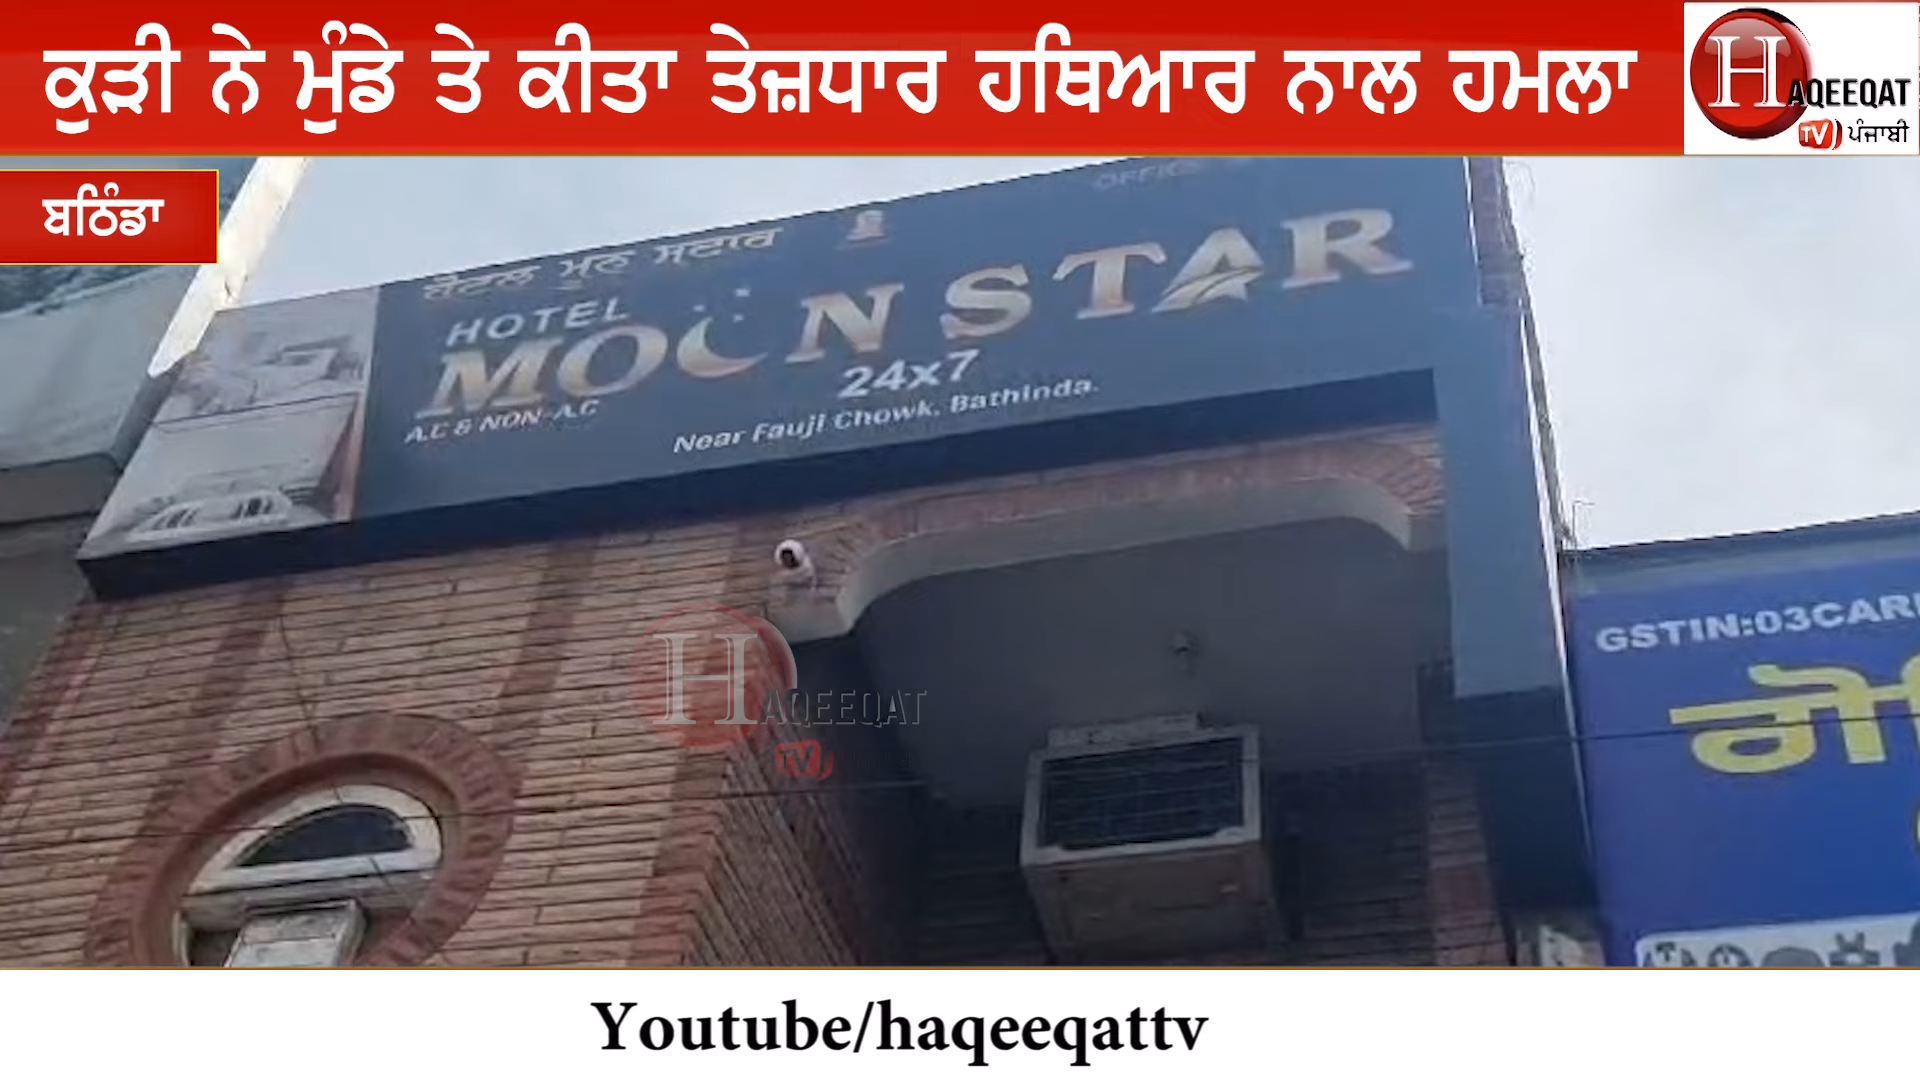 ਕੁੜੀ ਨੇ ਮੁੰਡੇ ਤੇ ਕੀਤਾ ਤੇਜ਼ਧਾਰ ਹਥਿਆਰ ਨਾਲ ਹਮਲਾ
HAQEEQAT
TV ਪੰਜਾਬੀ
ਬਠਿੰਡਾ
OFFICE
ਹੋਟਲ ਮੂਨ ਸਟਾਰ
HOTEL
MOON STAR
24x7
A.C & NON-A.C
Near Fauji Chowk, Bathinda.
GSTIN:03CAR
HAQEEQAT
TV
Youtube/haqeeqattv